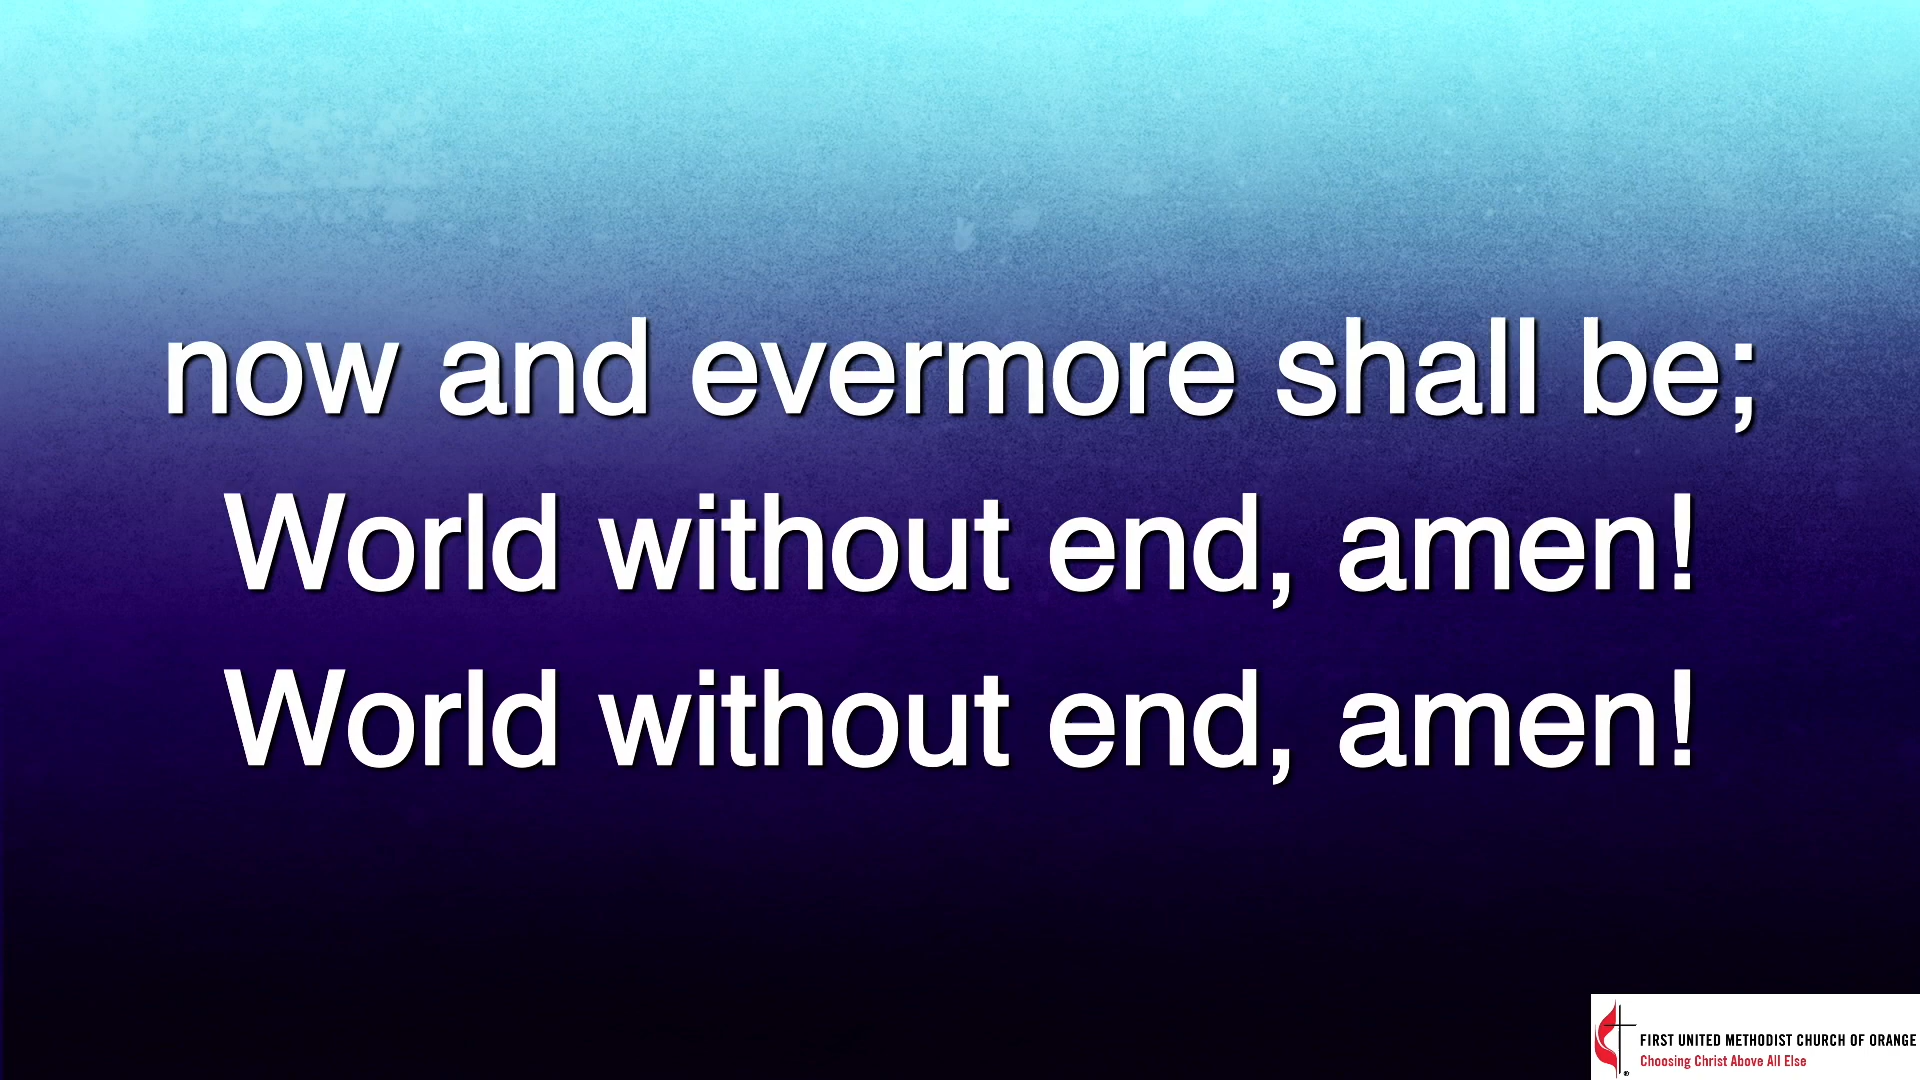 now and evermore shall be;
World without end, amen!
World without end, amen!
FIRST UNITED METHODIST CHURCH OF ORANGE
Choosing Christ Above All Else
®